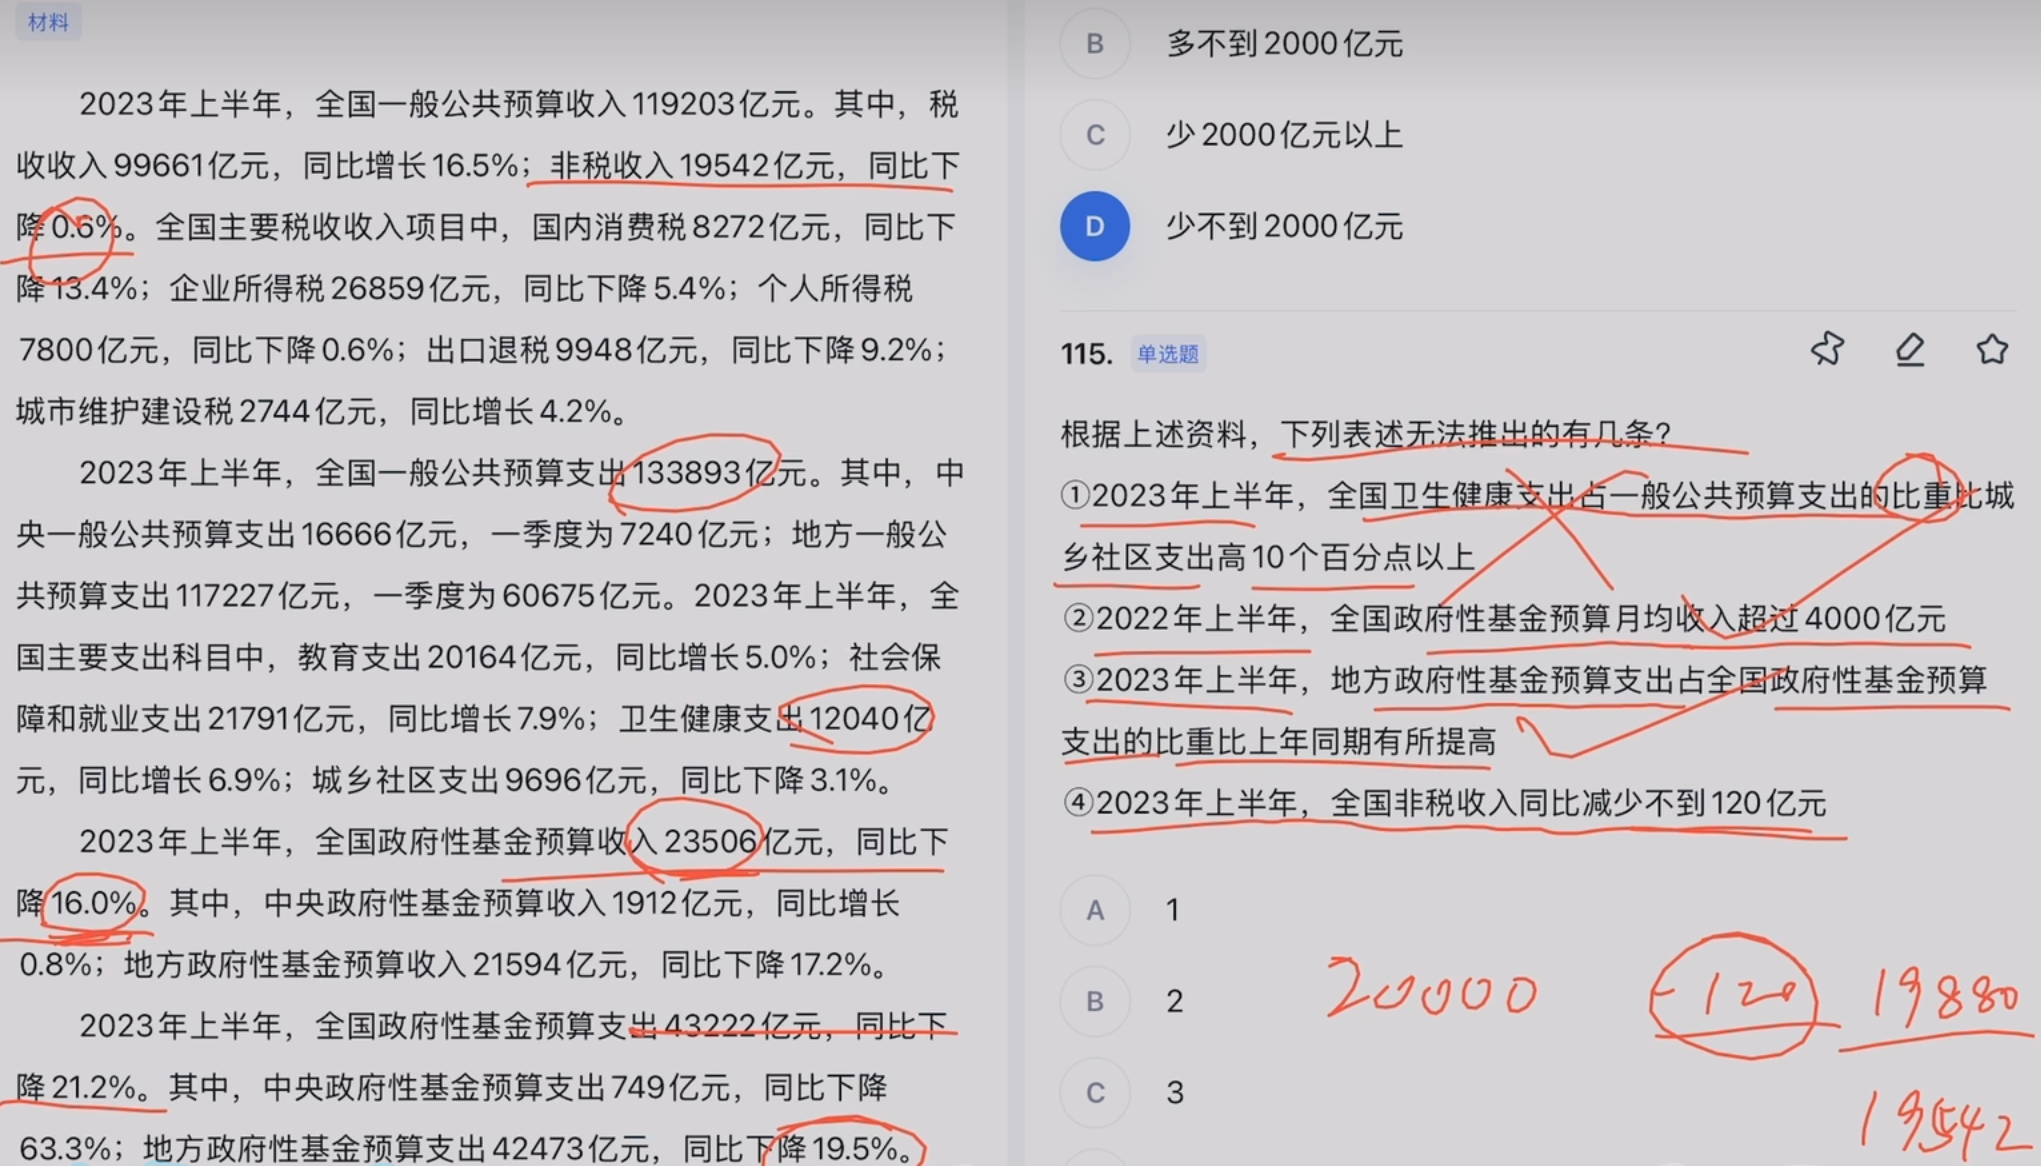 材料
2023年上半年，全国一般公共预算收入119203亿元。其中，税
收收入99661亿元，同比增长16.5%；非税收入19542亿元，同比下
降0.6%。全国主要税收收入项目中，国内消费税8272亿元，同比下
降13.4%；企业所得税26859亿元，同比下降5.4%；个人所得税
7800亿元，同比下降0.6%；出口退税9948亿元，同比下降9.2%；
城市维护建设税2744亿元，同比增长4.2%。
2023年上半年，全国一般公共预算支出133893亿元。其中，中
央一般公共预算支出16666亿元，一季度为7240亿元；地方一般公
共预算支出117227亿元，一季度为60675亿元。2023年上半年，全
国主要支出科目中，教育支出20164亿元，同比增长5.0%；社会保
障和就业支出21791亿元，同比增长7.9%；卫生健康支出12040亿
元，同比增长6.9%；城乡社区支出9696亿元，同比下降3.1%。
2023年上半年，全国政府性基金预算收入23506亿元，同比下
降16.0%。其中，中央政府性基金预算收入1912亿元，同比增长
0.8%；地方政府性基金预算收入21594亿元，同比下降17.2%。
2023年上半年，全国政府性基金预算支出43222亿元，同比下
降21.2%。其中，中央政府性基金预算支出749亿元，同比下降
63.3%；地方政府性基金预算支出42473亿元，同比下降19.5%。
B 多不到2000亿元
C 少2000亿元以上
D 少不到2000亿元
115. 单选题
根据上述资料，下列表述无法推出的有几条？
①2023年上半年，全国卫生健康支出占一般公共预算支出的比重比城
乡社区支出高10个百分点以上
②2022年上半年，全国政府性基金预算月均收入超过4000亿元
③2023年上半年，地方政府性基金预算支出占全国政府性基金预算
支出的比重比上年同期有所提高
④2023年上半年，全国非税收入同比减少不到120亿元
A 1
B 2
C 3
20000 -120 19880
19542